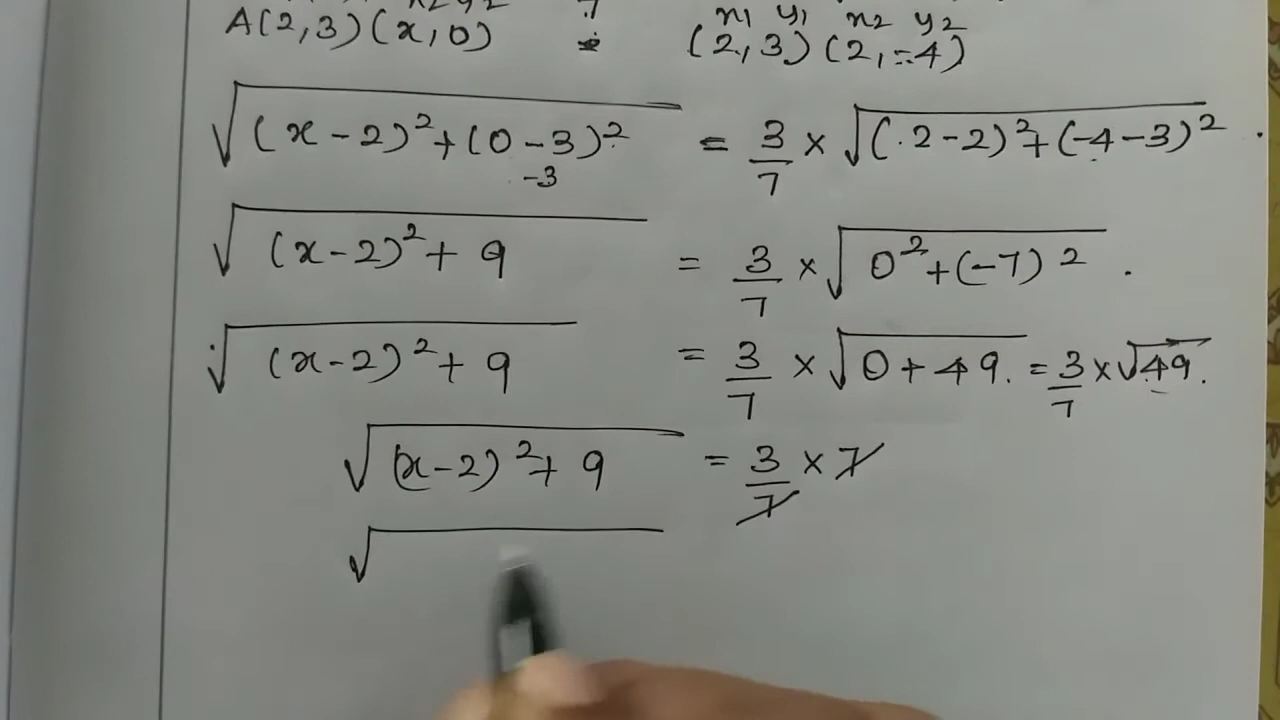 x₁ y₁ x₂ y₂
A(2,3)(x,0) (2,3)(2,-4)
√((x-2)²+(0-3)²) = 3/7 × √((2-2)²+(-4-3)²)
-3
√((x-2)²+9) = 3/7 × √(0²+(-7)²)
√((x-2)²+9) = 3/7 × √(0+49) = 3/7 × √49
√((x-2)²+9) = 3/7 × 7
√